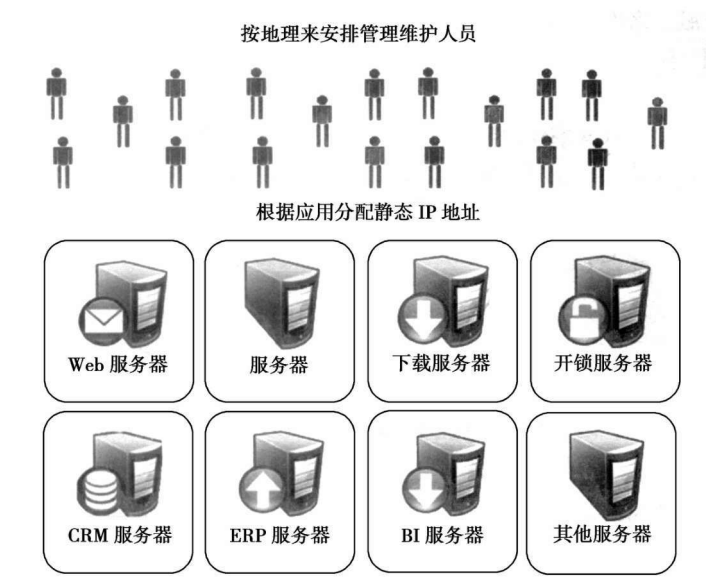 按地理来安排管理维护人员
根据应用分配静态 IP 地址
Web 服务器
服务器
下载服务器
开锁服务器
CRM 服务器
ERP 服务器
BI 服务器
其他服务器